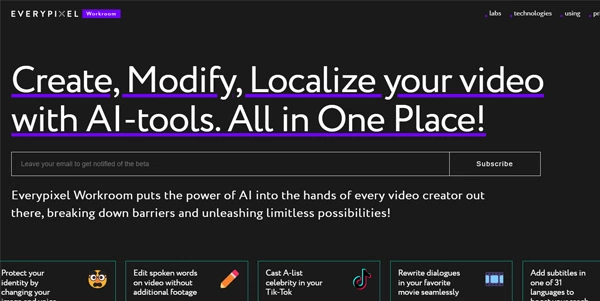 EVERYPIXEL Workroom
labs technologies using
Create, Modify, Localize your video
with AI-tools. All in One Place!
Leave your email to get notified of the beta
Subscribe
Everypixel Workroom puts the power of AI into the hands of every video creator out
there, breaking down barriers and unleashing limitless possibilities!
Protect your
identity by
changing your
Edit spoken words
on video without
additional footage
Cast A-list
celebrity in your
Tik-Tok
Rewrite dialogues
in your favorite
movie seamlessly
Add subtitles in
one of 31
languages to